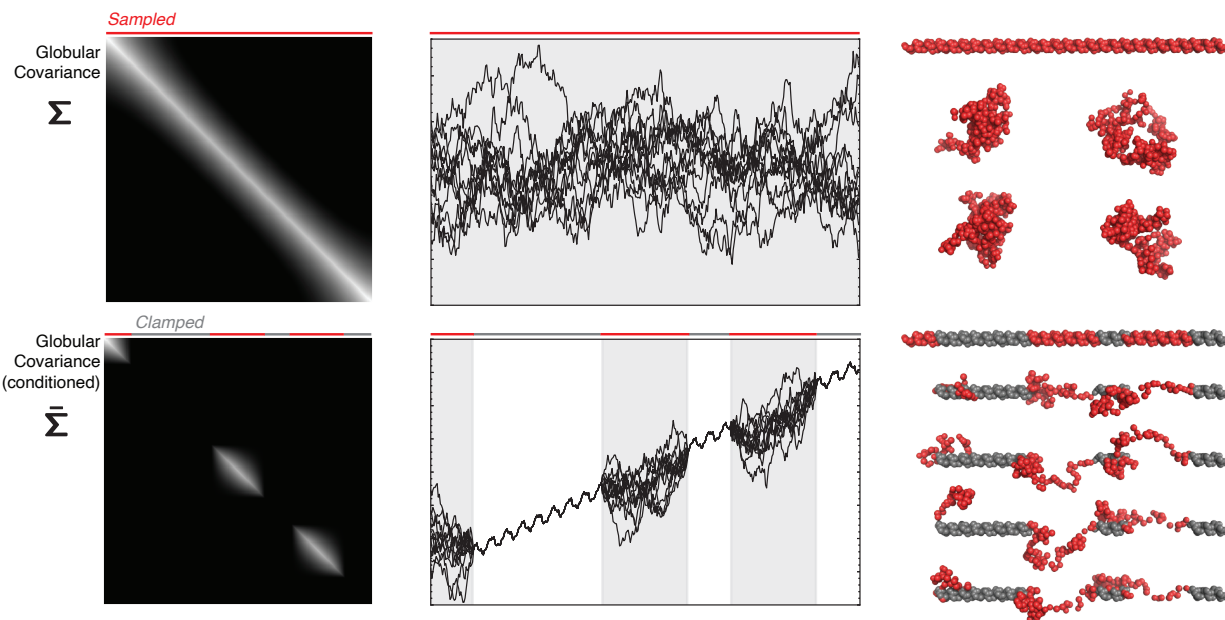 Sampled
Globular
Covariance
Σ
Clamped
Globular
Covariance
(conditioned)
Σ̄